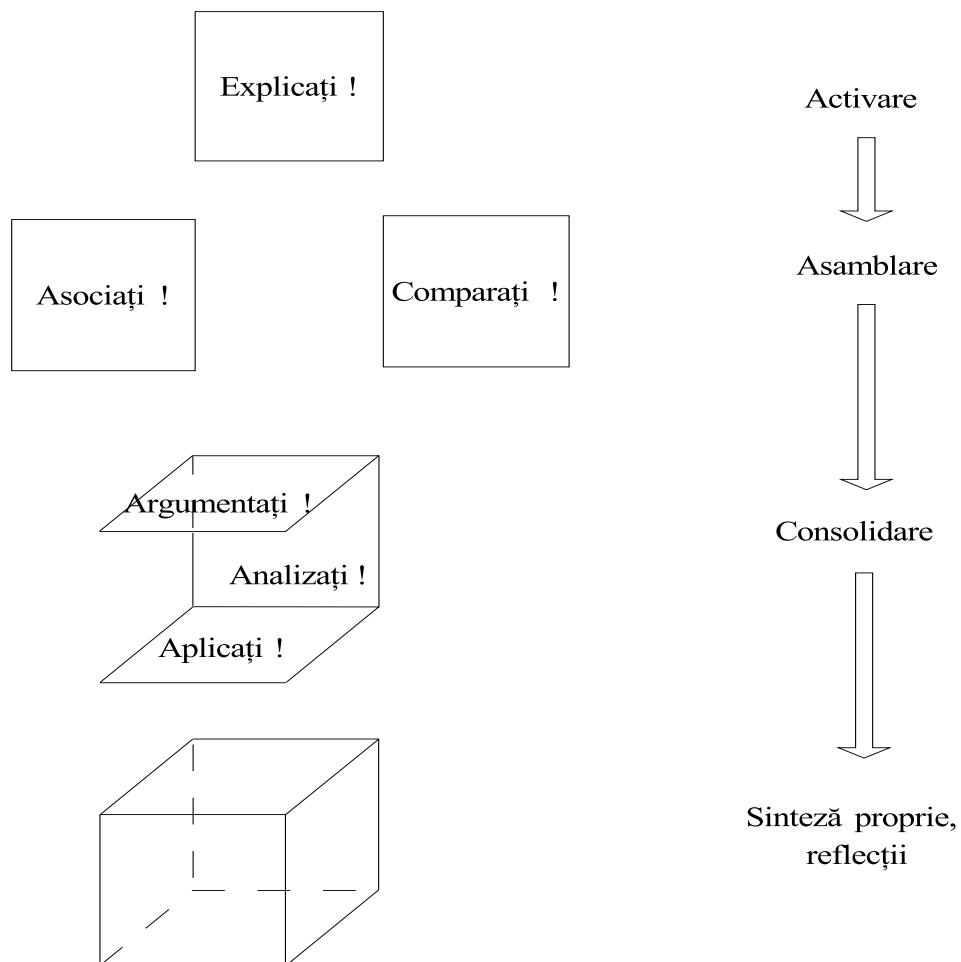 Explicați !
Activare
Asamblare
Asociați !
Comparați !
Argumentați !
Consolidare
Analizați !
Aplicați !
Sinteză proprie,
reflecții